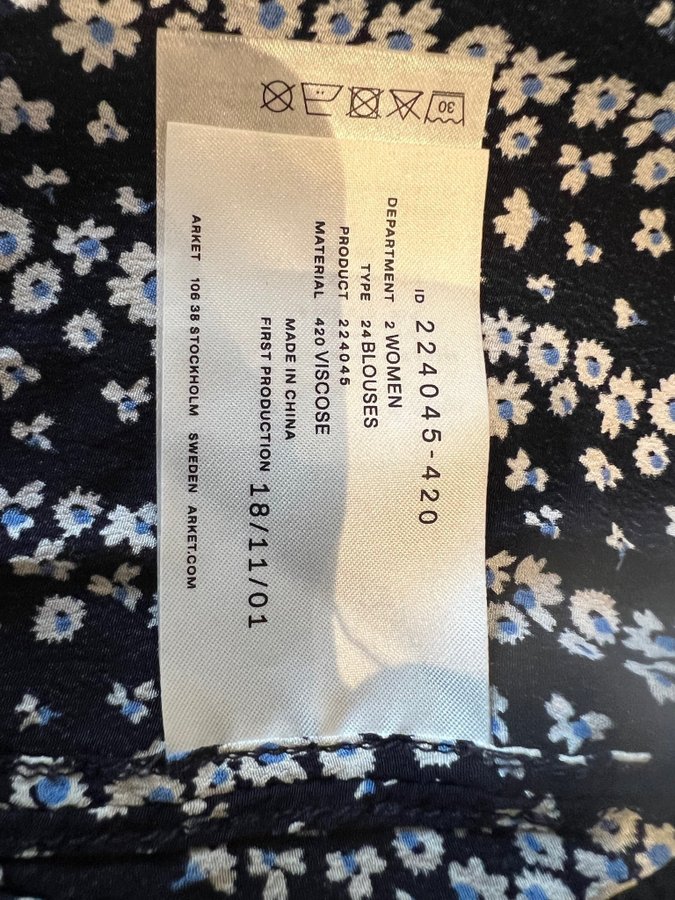 30
ID 224045-420
DEPARTMENT 2 WOMEN
TYPE 24 BLOUSES
PRODUCT 224045
MATERIAL 420 VISCOSE
MADE IN CHINA
FIRST PRODUCTION 18/11/01
ARKET 106 38 STOCKHOLM SWEDEN ARKET.COM